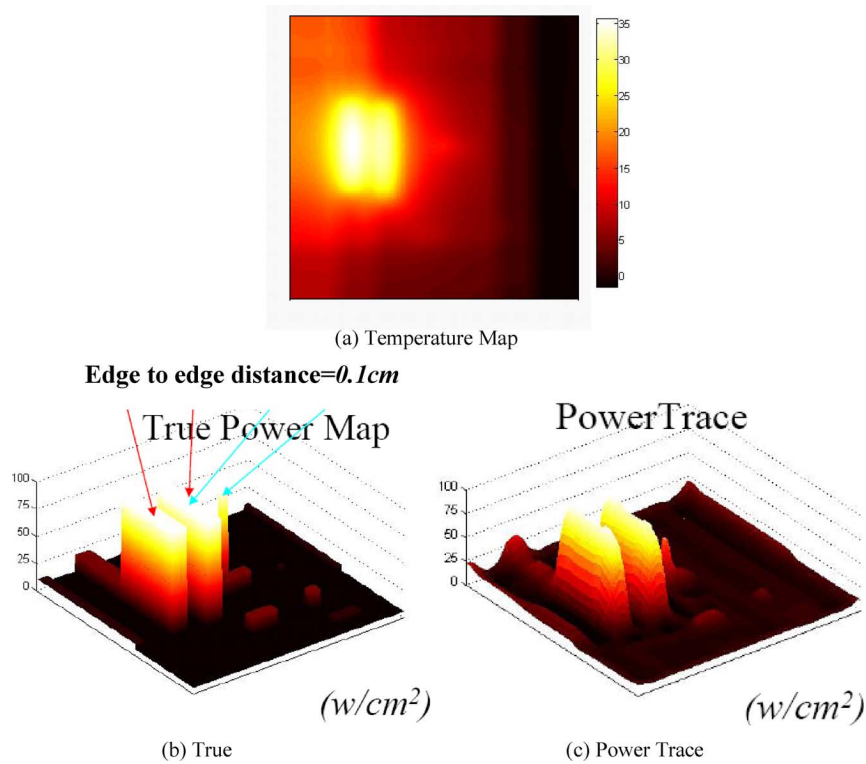 35
30
25
20
15
10
5
0
(a) Temperature Map
Edge to edge distance=0.1cm
True Power Map
100
75
50
25
0
(w/cm²)
(b) True
PowerTrace
100
75
50
25
0
(w/cm²)
(c) Power Trace